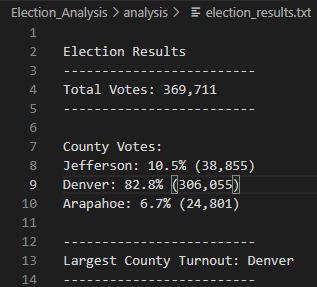 Election_Analysis > analysis > election_results.txt
1
2 Election Results
3 -------------------------
4 Total Votes: 369,711
5 -------------------------
6
7 County Votes:
8 Jefferson: 10.5% (38,855)
9 Denver: 82.8% (306,055)
10 Arapahoe: 6.7% (24,801)
11
12 -------------------------
13 Largest County Turnout: Denver
14 -------------------------